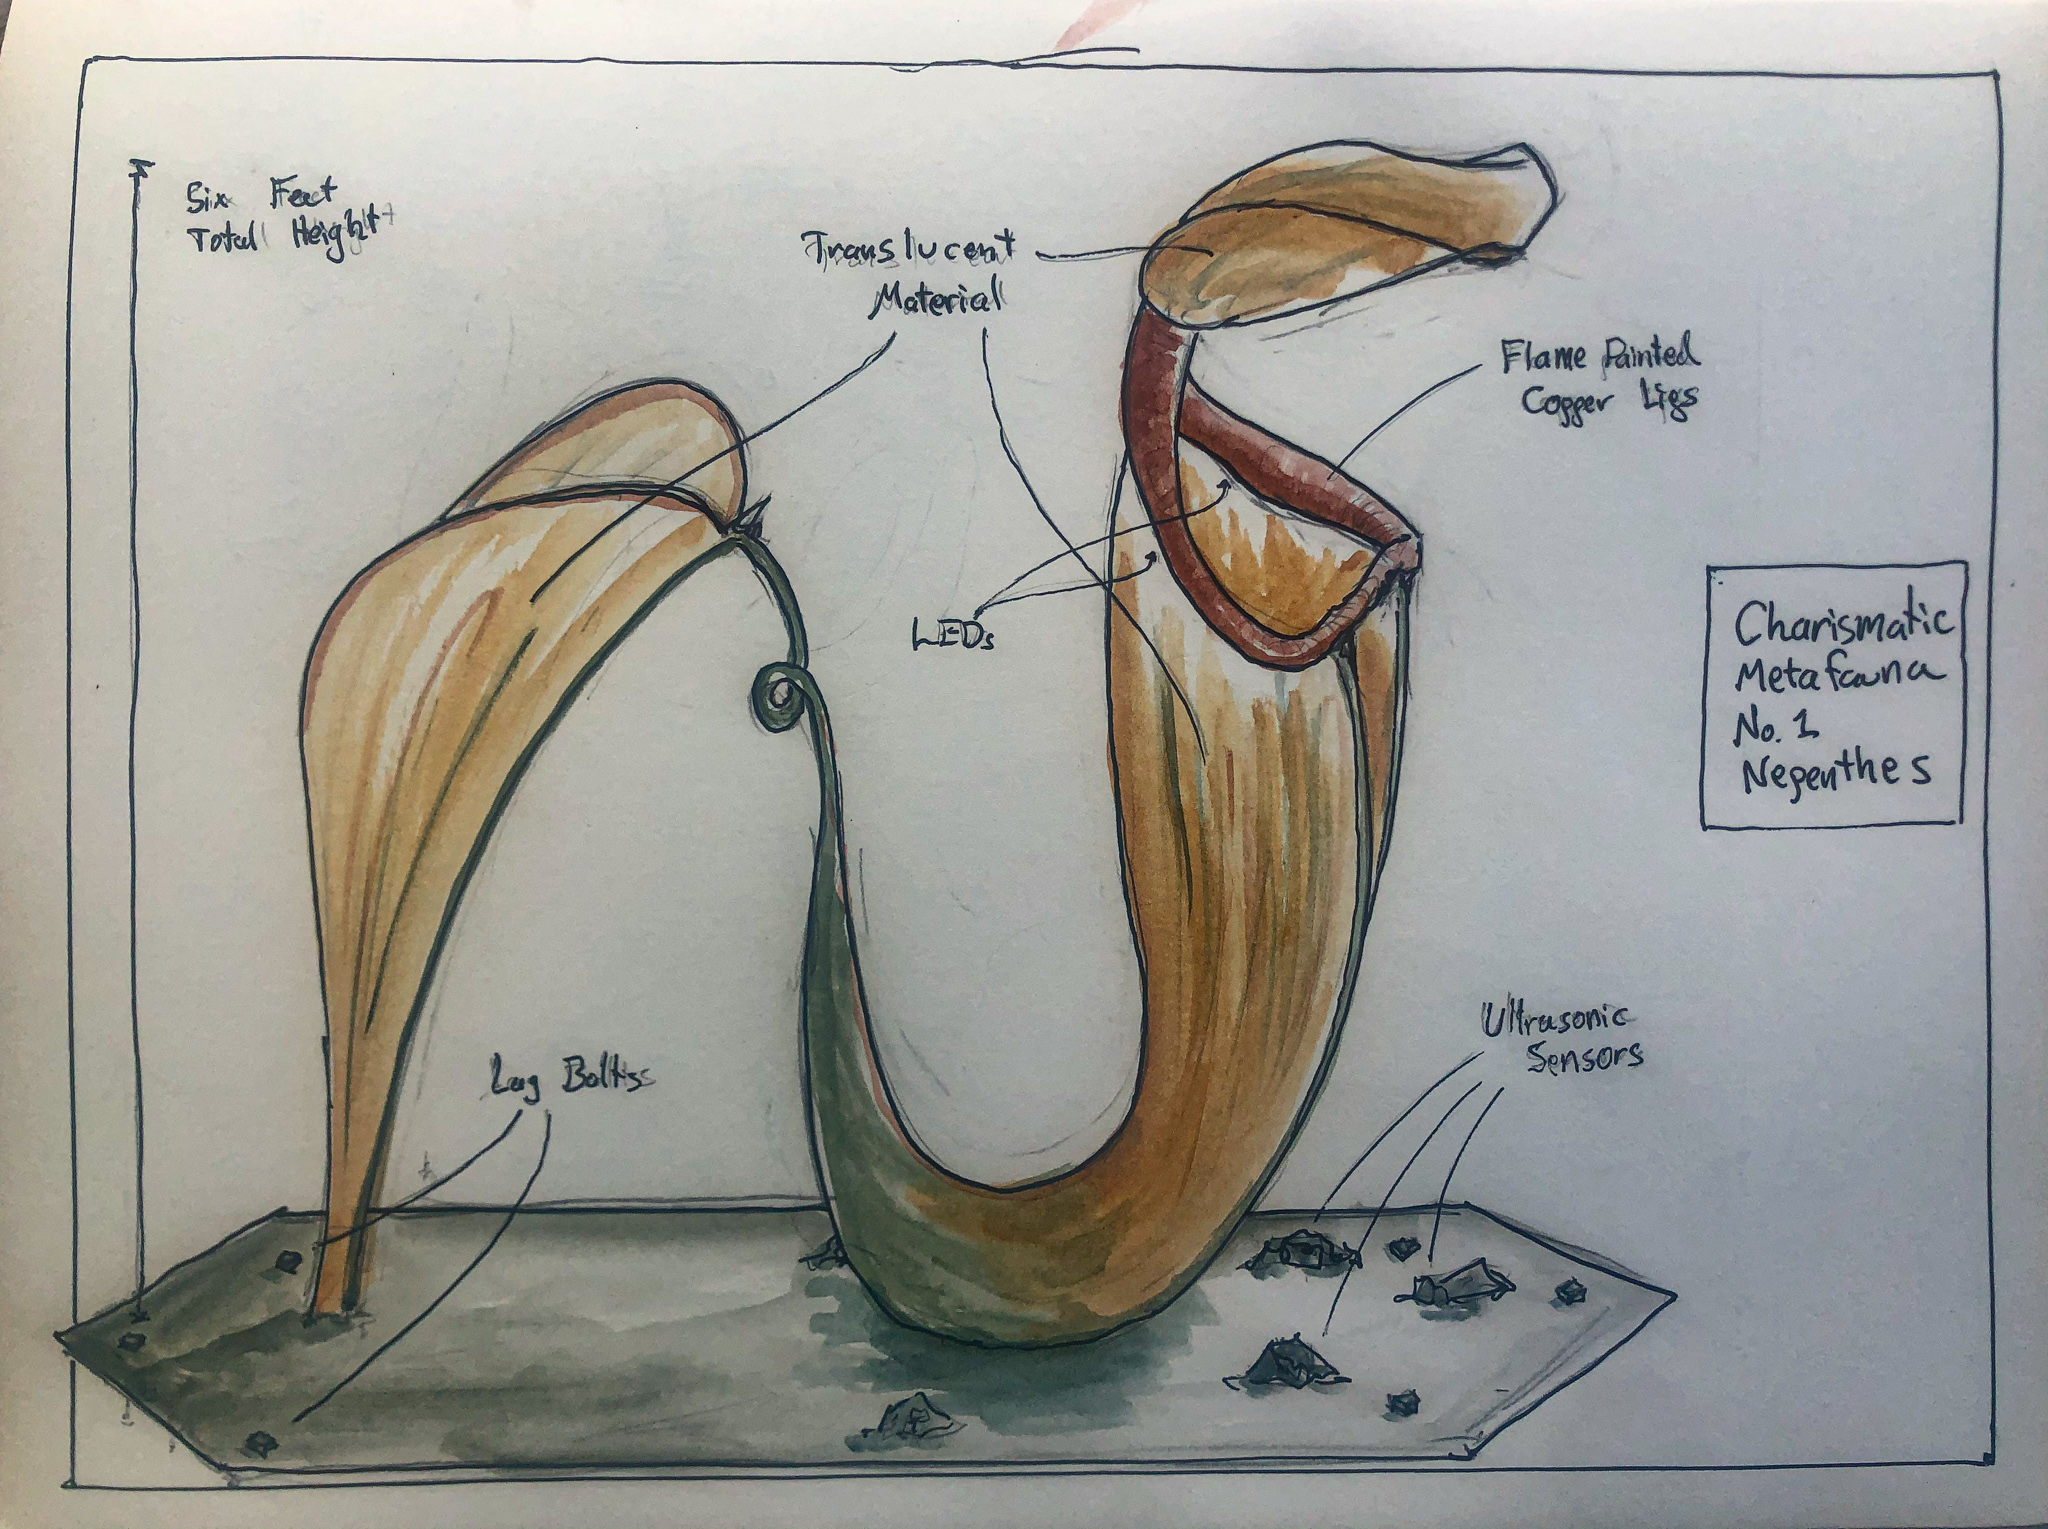 Six Feet
Total Height
Translucent
Material
Flame Painted
Copper Lips
LEDs
Charismatic
Metafauna
No. 1
Nepenthes
Ultrasonic
Sensors
Lag Bolts